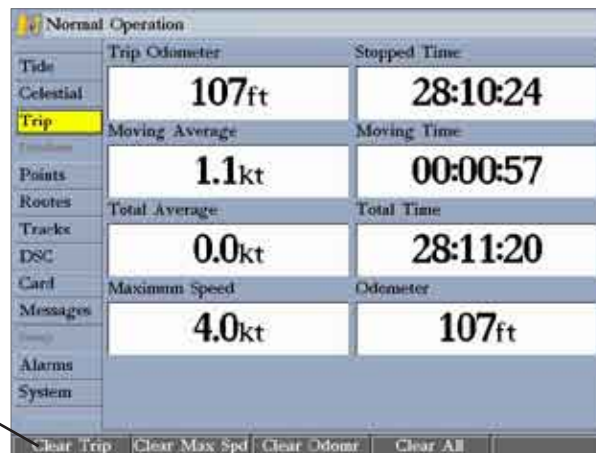 Normal Operation
Tide
Celestial
Trip
Points
Routes
Tracks
DSC
Card
Messages
Alarms
System
Trip Odometer
107ft
Stopped Time
28:10:24
Moving Average
1.1kt
Moving Time
00:00:57
Total Average
0.0kt
Total Time
28:11:20
Maximum Speed
4.0kt
Odometer
107ft
Clear Trip
Clear Max Spd
Clear Odomr
Clear All